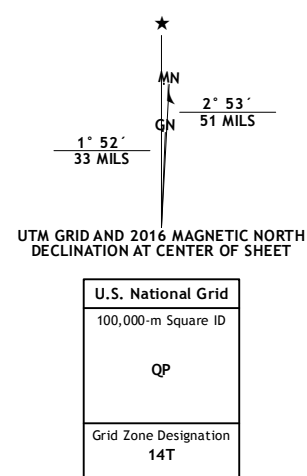 ★
MN
GN
2° 53´
51 MILS
1° 52´
33 MILS
UTM GRID AND 2016 MAGNETIC NORTH
DECLINATION AT CENTER OF SHEET
U.S. National Grid
100,000-m Square ID
QP
Grid Zone Designation
14T